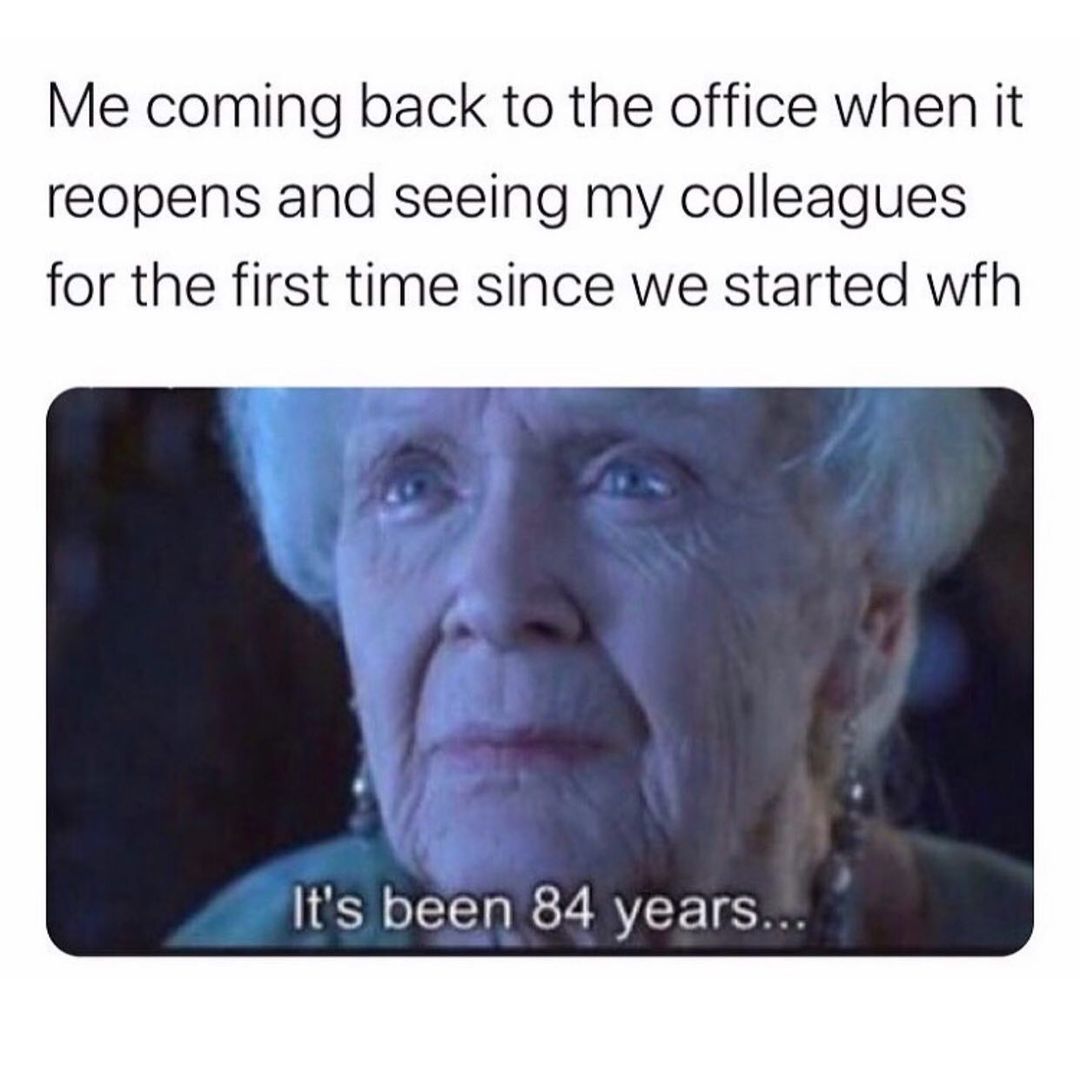 Me coming back to the office when it
reopens and seeing my colleagues
for the first time since we started wfh
It's been 84 years...